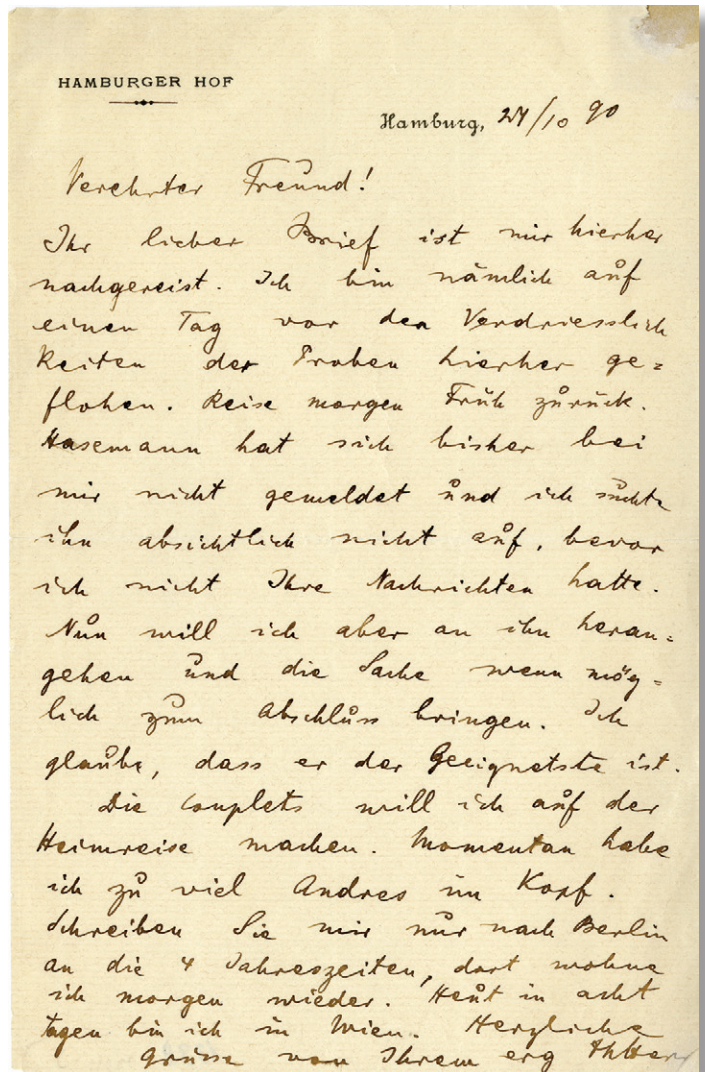 HAMBURGER HOF
Hamburg, 24/10 90
Verehrter Freund!
Ihr lieber Brief ist mir hierher
nachgereist. Ich bin nämlich auf
einen Tag vor den Verdriesslich
keiten der Proben hierher ge=
flohen. Reise morgen Früh zurück.
Hasemann hat sich bisher bei
mir nicht gemeldet und ich suchte
ihn absichtlich nicht auf, bevor
ich nicht Ihre Nachrichten hatte.
Nun will ich aber an ihn heran=
gehen und die Sache wenn mög=
lich zum Abschluss bringen. Ich
glaube, dass er der Geeignetste ist.
Die Couplets will ich auf der
Heimreise machen. Momentan habe
ich zu viel Andres im Kopf.
Schreiben Sie mir nur nach Berlin
an die 4 Jahreszeiten, dort wohne
ich morgen wieder. Heut in acht
Tagen bin ich in Wien. Herzliche
Grüsse von Ihrem erg